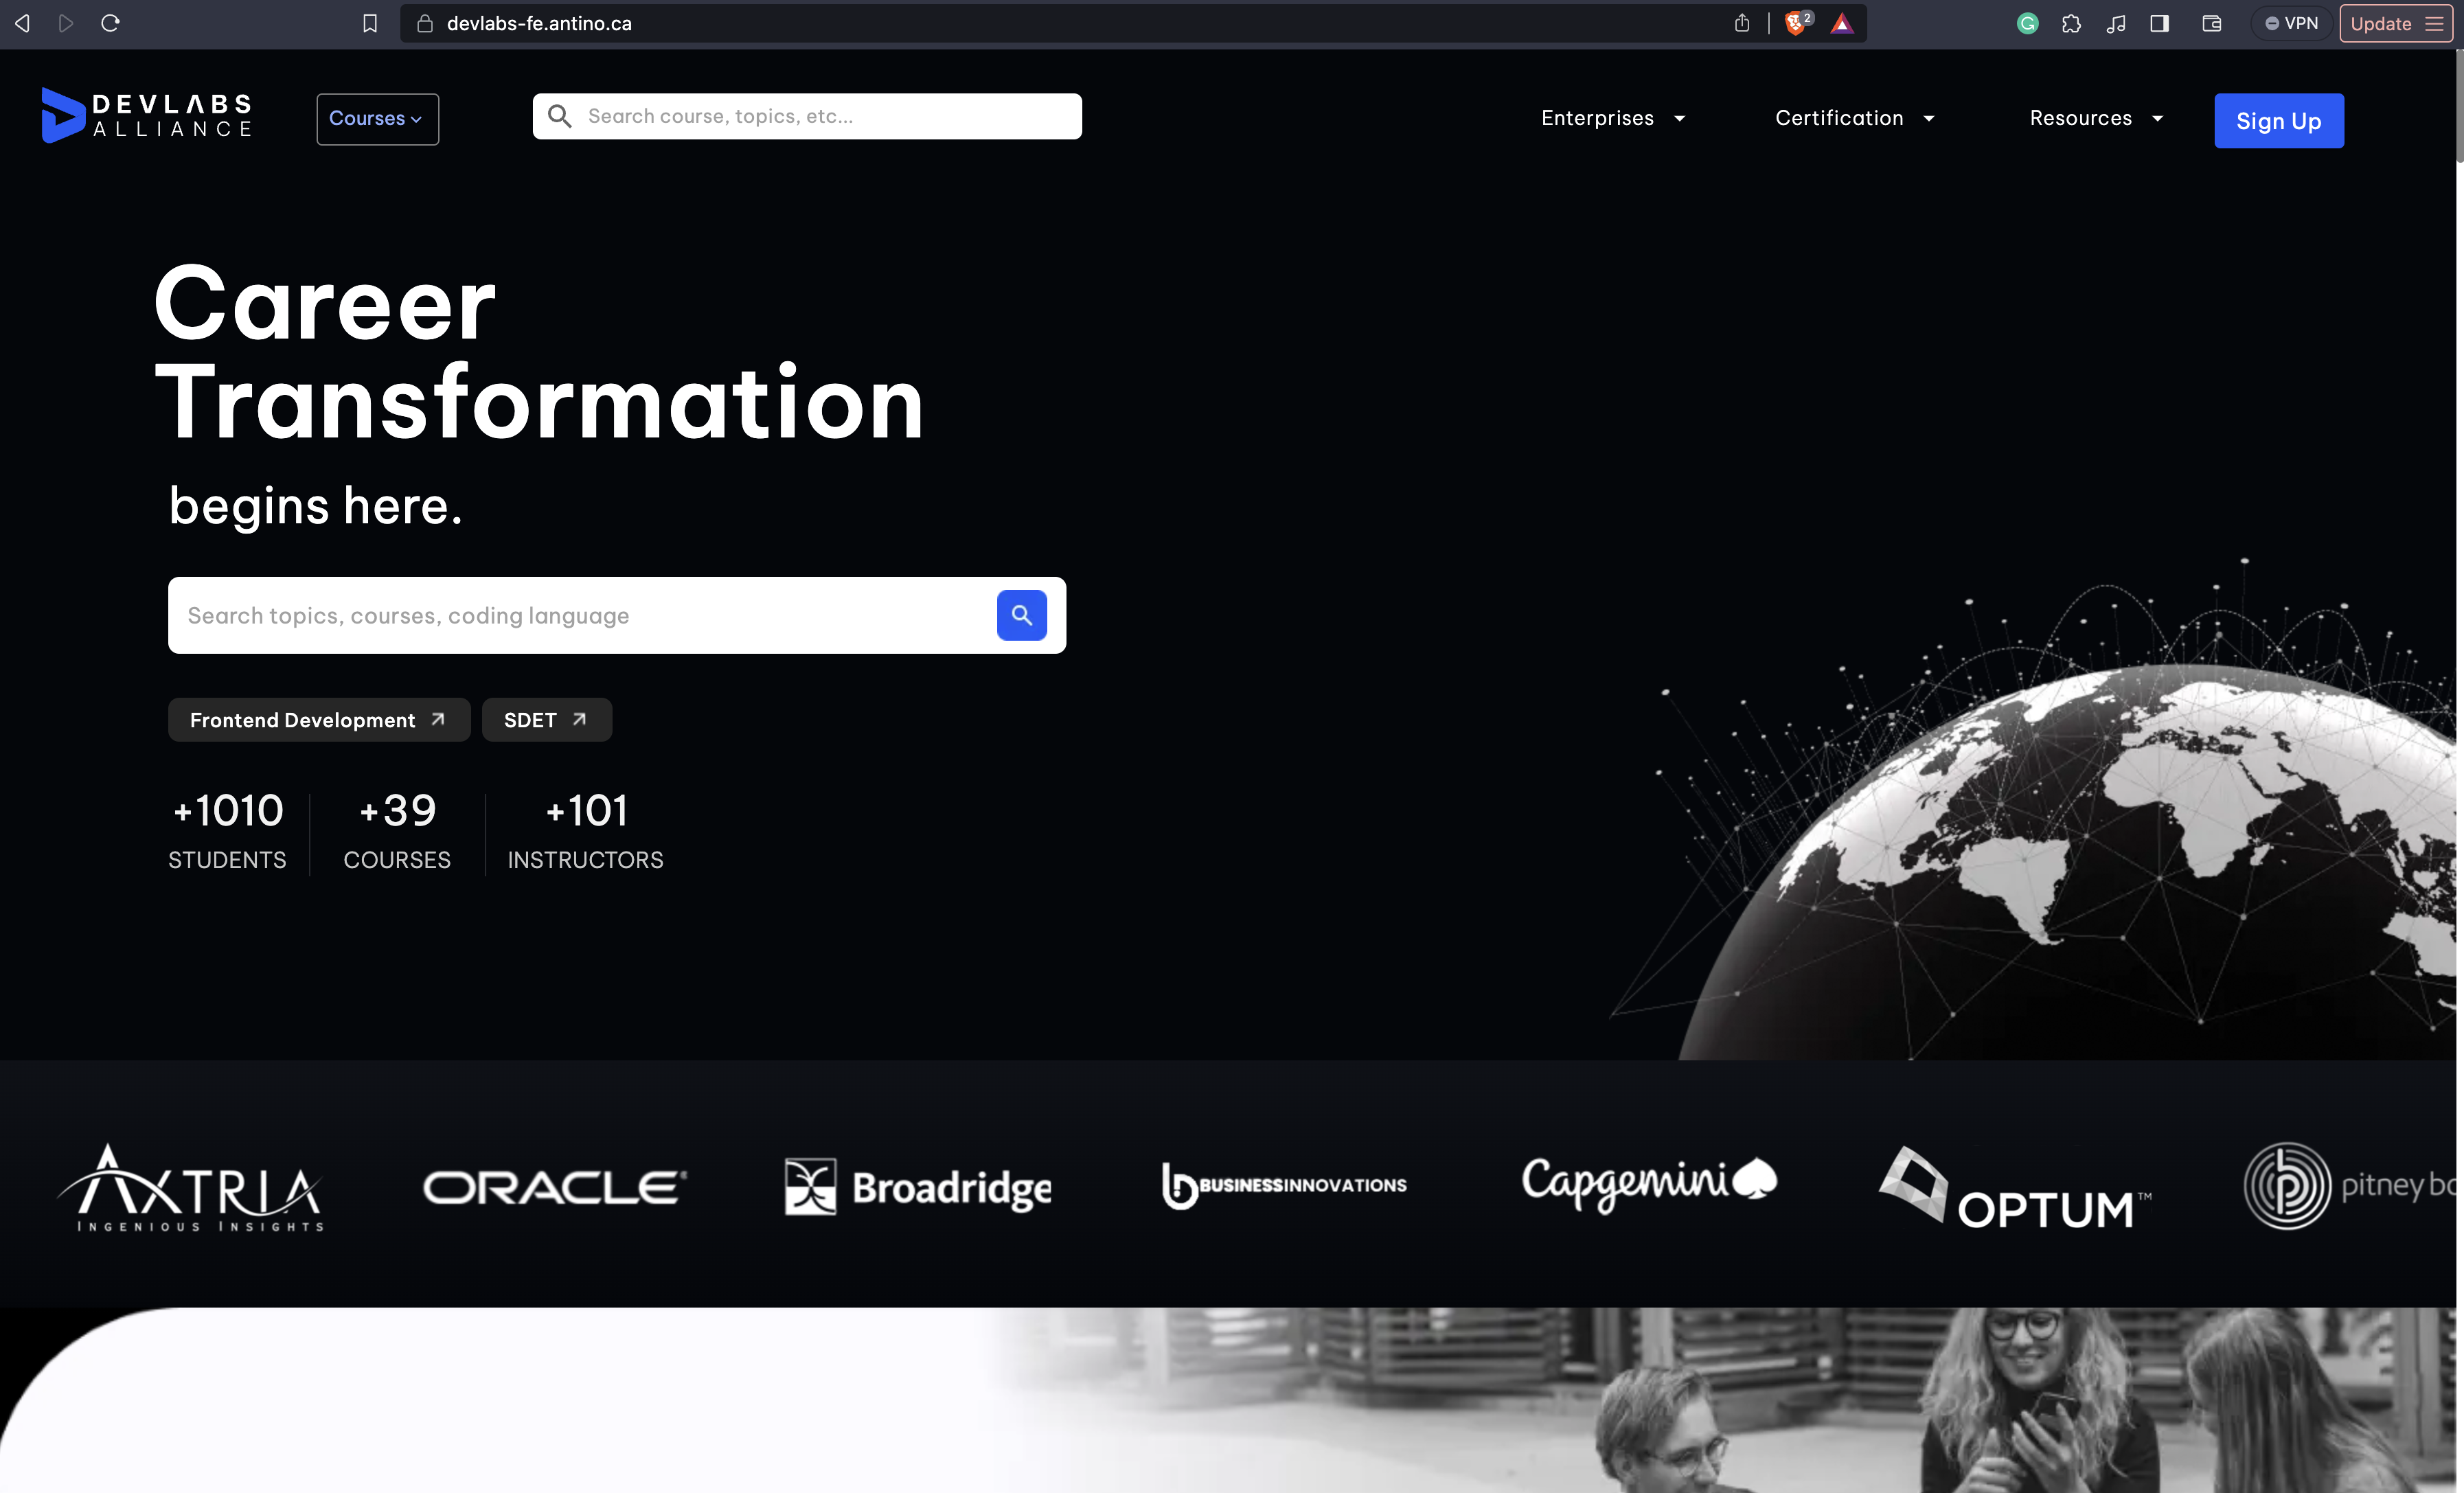 devlabs-fe.antino.ca
2
VPN
Update
DEVLABS
ALLIANCE
Courses
Search course, topics, etc...
Enterprises
Certification
Resources
Sign Up
Career
Transformation
begins here.
Search topics, courses, coding language
Frontend Development
SDET
+1010
STUDENTS
+39
COURSES
+101
INSTRUCTORS
AXTRIA
INGENIOUS INSIGHTS
ORACLE®
Broadridge
BUSINESSINNOVATIONS
Capgemini
OPTUM™
pitney